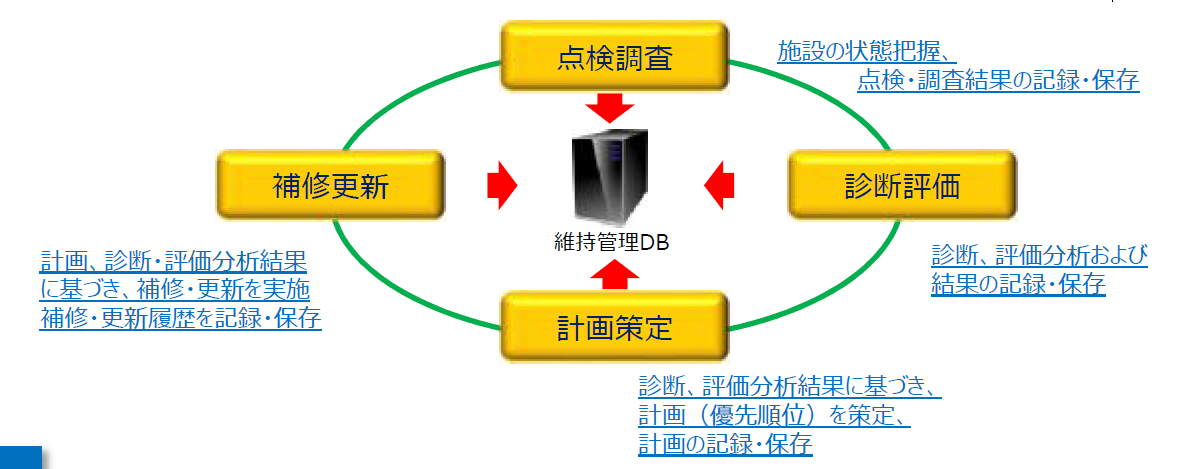 点検調査
施設の状態把握、
点検・調査結果の記録・保存
補修更新
診断評価
維持管理DB
計画、診断・評価分析結果
に基づき、補修・更新を実施
補修・更新履歴を記録・保存
診断、評価分析および
結果の記録・保存
計画策定
診断、評価分析結果に基づき、
計画（優先順位）を策定、
計画の記録・保存